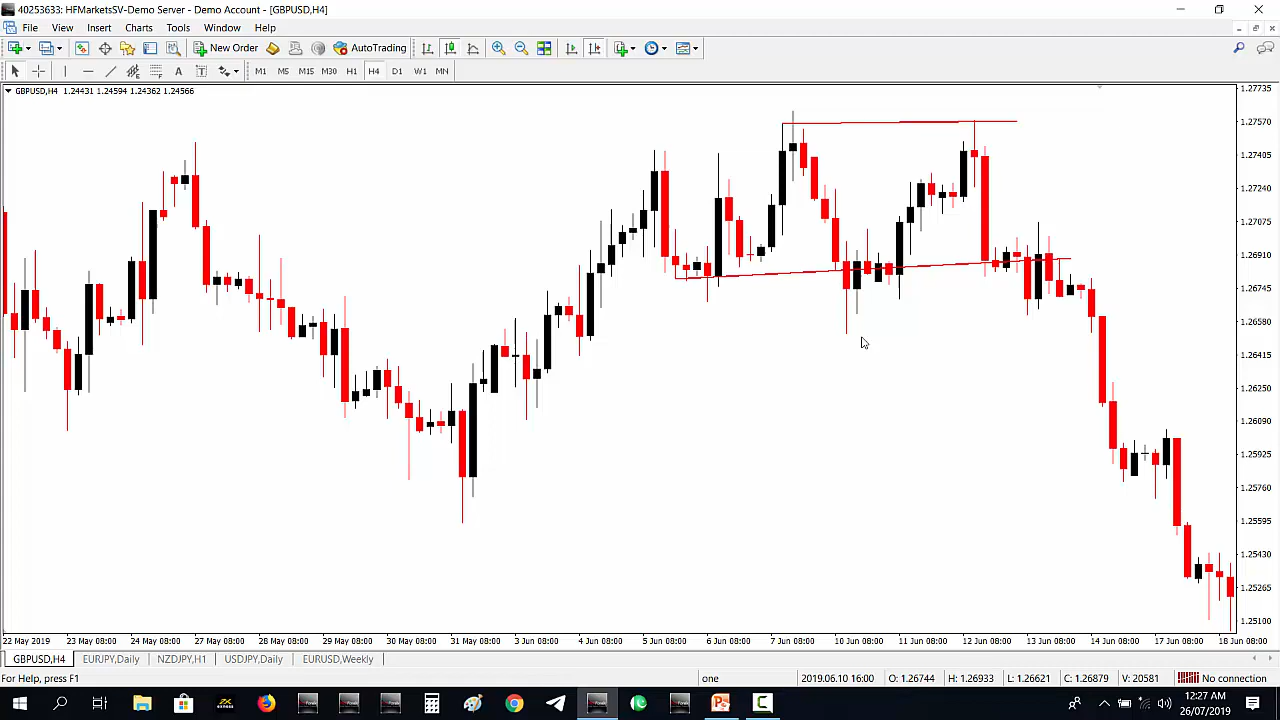 40253633: HFMarketsSV-Demo Server - Demo Account - [GBPUSD,H4]
File View Insert Charts Tools Window Help
New Order AutoTrading
A T M1 M5 M15 M30 H1 H4 D1 W1 MN
GBPUSD,H4 1.24431 1.24594 1.24362 1.24566
1.27735
1.27570
1.27405
1.27240
1.27075
1.26910
1.26745
1.26580
1.26415
1.26250
1.26090
1.25925
1.25760
1.25595
1.25430
1.25265
1.25100
22 May 2019 23 May 08:00 24 May 08:00 27 May 08:00 28 May 08:00 29 May 08:00 30 May 08:00 31 May 08:00 3 Jun 08:00 4 Jun 08:00 5 Jun 08:00 6 Jun 08:00 7 Jun 08:00 10 Jun 08:00 11 Jun 08:00 12 Jun 08:00 13 Jun 08:00 14 Jun 08:00 17 Jun 08:00 18 Jun 08:00
GBPUSD,H4 EURJPY,Daily NZDJPY,H1 USDJPY,Daily EURUSD,Weekly
For Help, press F1 one 2019.06.10 16:00 O: 1.26744 H: 1.26933 L: 1.26621 C: 1.26879 V: 20581 No connection
12:27 AM
26/07/2019